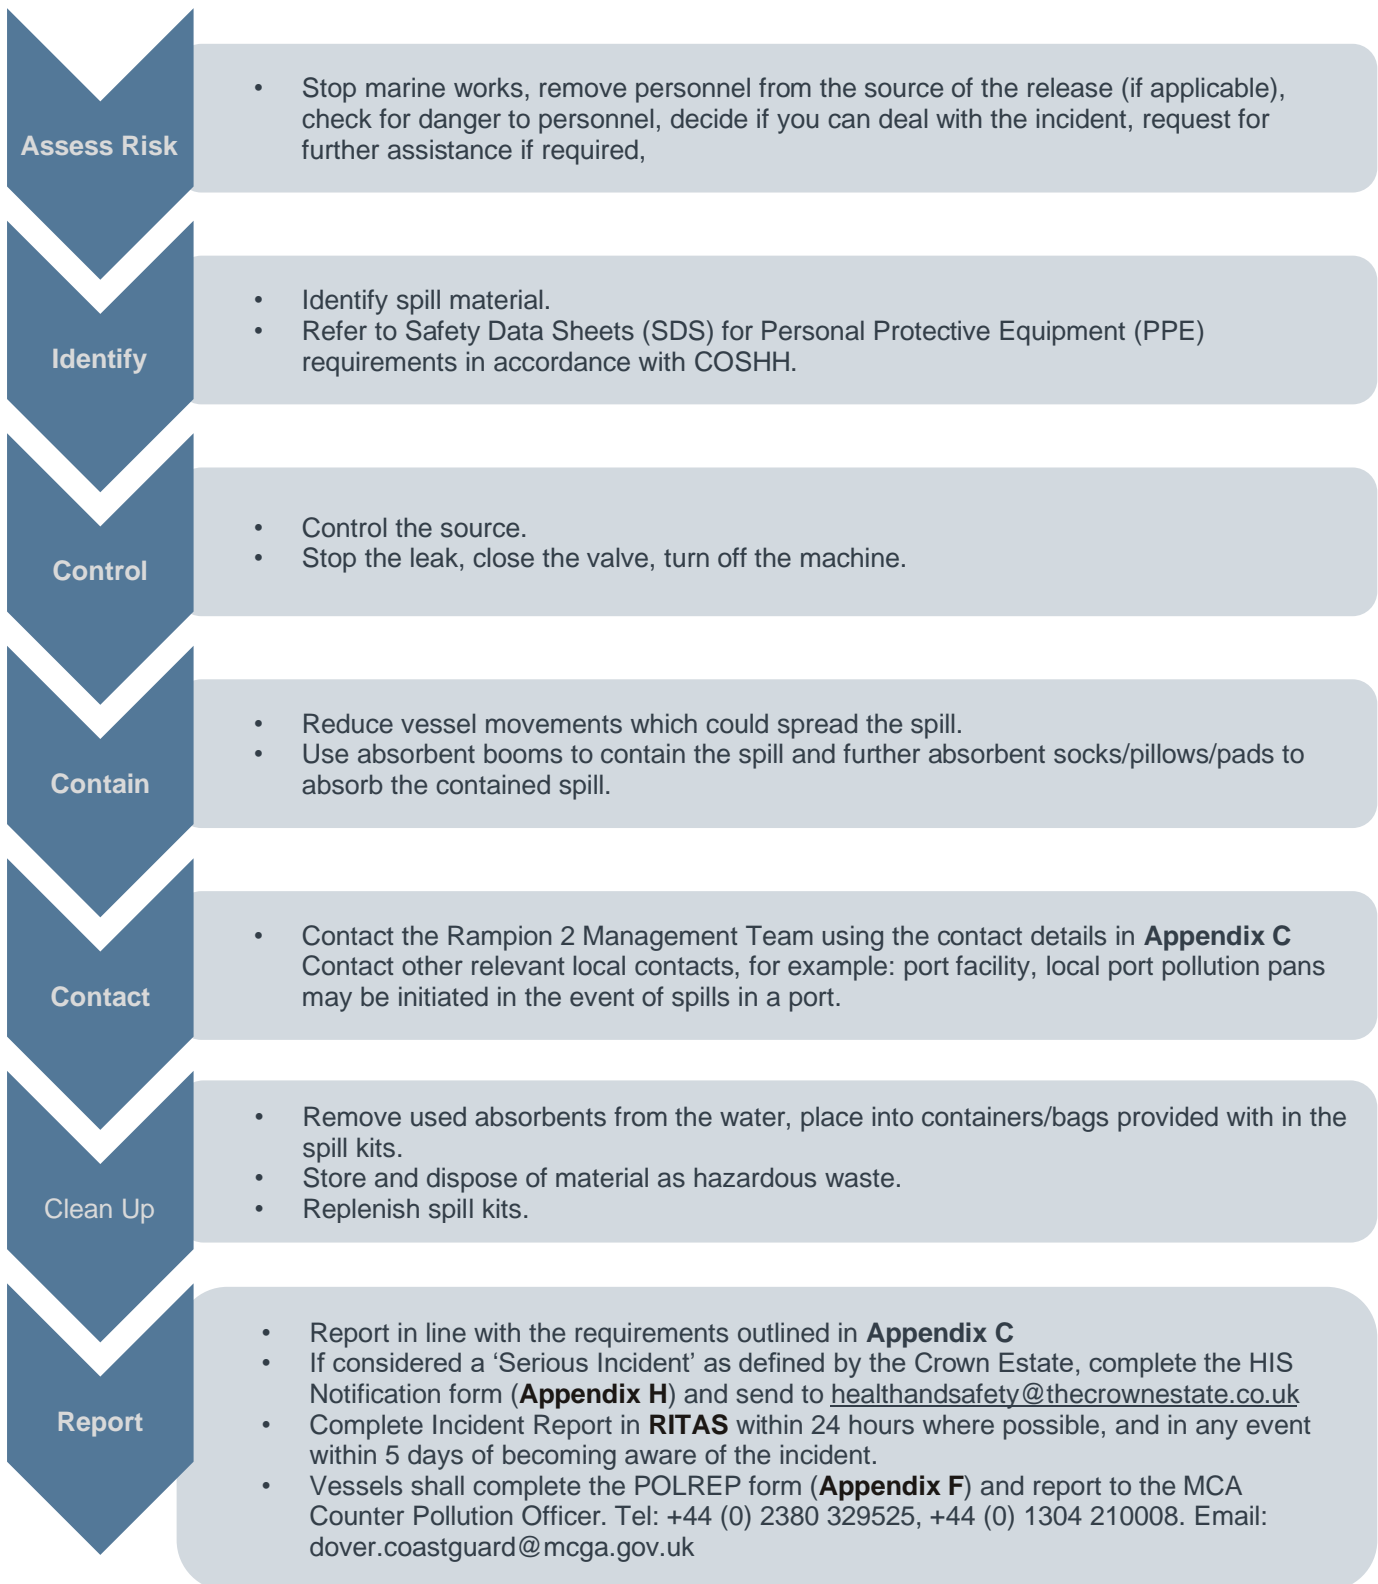 Assess Risk
• Stop marine works, remove personnel from the source of the release (if applicable),
check for danger to personnel, decide if you can deal with the incident, request for
further assistance if required,
Identify
• Identify spill material.
• Refer to Safety Data Sheets (SDS) for Personal Protective Equipment (PPE)
requirements in accordance with COSHH.
Control
• Control the source.
• Stop the leak, close the valve, turn off the machine.
Contain
• Reduce vessel movements which could spread the spill.
• Use absorbent booms to contain the spill and further absorbent socks/pillows/pads to
absorb the contained spill.
Contact
• Contact the Rampion 2 Management Team using the contact details in Appendix C
Contact other relevant local contacts, for example: port facility, local port pollution pans
may be initiated in the event of spills in a port.
Clean Up
• Remove used absorbents from the water, place into containers/bags provided with in the
spill kits.
• Store and dispose of material as hazardous waste.
• Replenish spill kits.
Report
• Report in line with the requirements outlined in Appendix C
• If considered a ‘Serious Incident’ as defined by the Crown Estate, complete the HIS
Notification form (Appendix H) and send to healthandsafety@thecrownestate.co.uk
• Complete Incident Report in RITAS within 24 hours where possible, and in any event
within 5 days of becoming aware of the incident.
• Vessels shall complete the POLREP form (Appendix F) and report to the MCA
Counter Pollution Officer. Tel: +44 (0) 2380 329525, +44 (0) 1304 210008. Email:
dover.coastguard@mcga.gov.uk